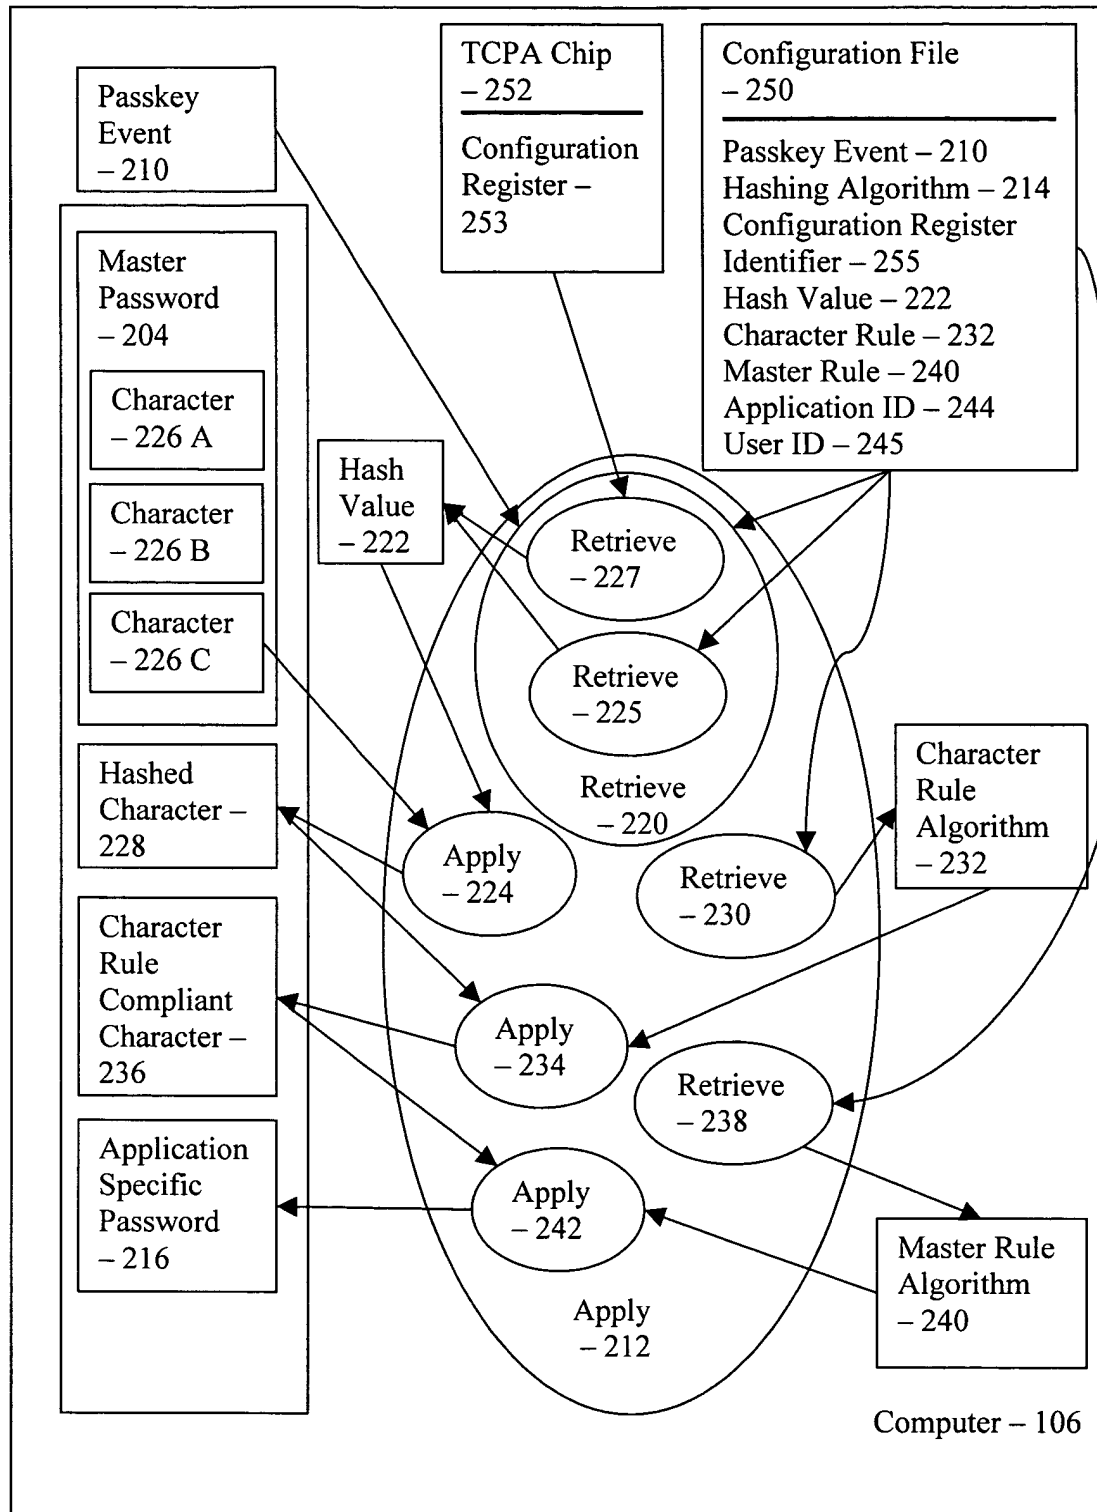 Passkey
Event
– 210
TCPA Chip
– 252
Configuration
Register –
253
Configuration File
– 250
Passkey Event – 210
Hashing Algorithm – 214
Configuration Register
Identifier – 255
Hash Value – 222
Character Rule – 232
Master Rule – 240
Application ID – 244
User ID – 245
Master
Password
– 204
Character
– 226 A
Character
– 226 B
Character
– 226 C
Hash
Value
– 222
Retrieve
– 227
Retrieve
– 225
Retrieve
– 220
Hashed
Character –
228
Apply
– 224
Retrieve
– 230
Character
Rule
Algorithm
– 232
Character
Rule
Compliant
Character –
236
Apply
– 234
Retrieve
– 238
Application
Specific
Password
– 216
Apply
– 242
Master Rule
Algorithm
– 240
Apply
– 212
Computer – 106